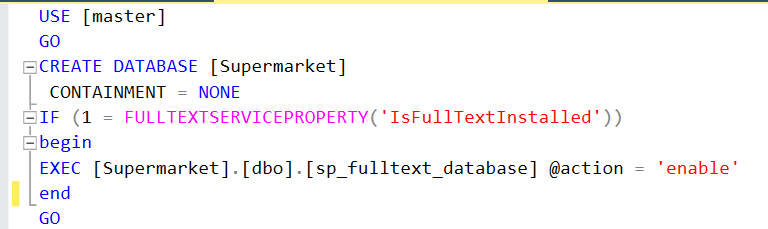 USE [master]
GO
CREATE DATABASE [Supermarket]
CONTAINMENT = NONE
IF (1 = FULLTEXTSERVICEPROPERTY('IsFullTextInstalled'))
begin
EXEC [Supermarket].[dbo].[sp_fulltext_database] @action = 'enable'
end
GO